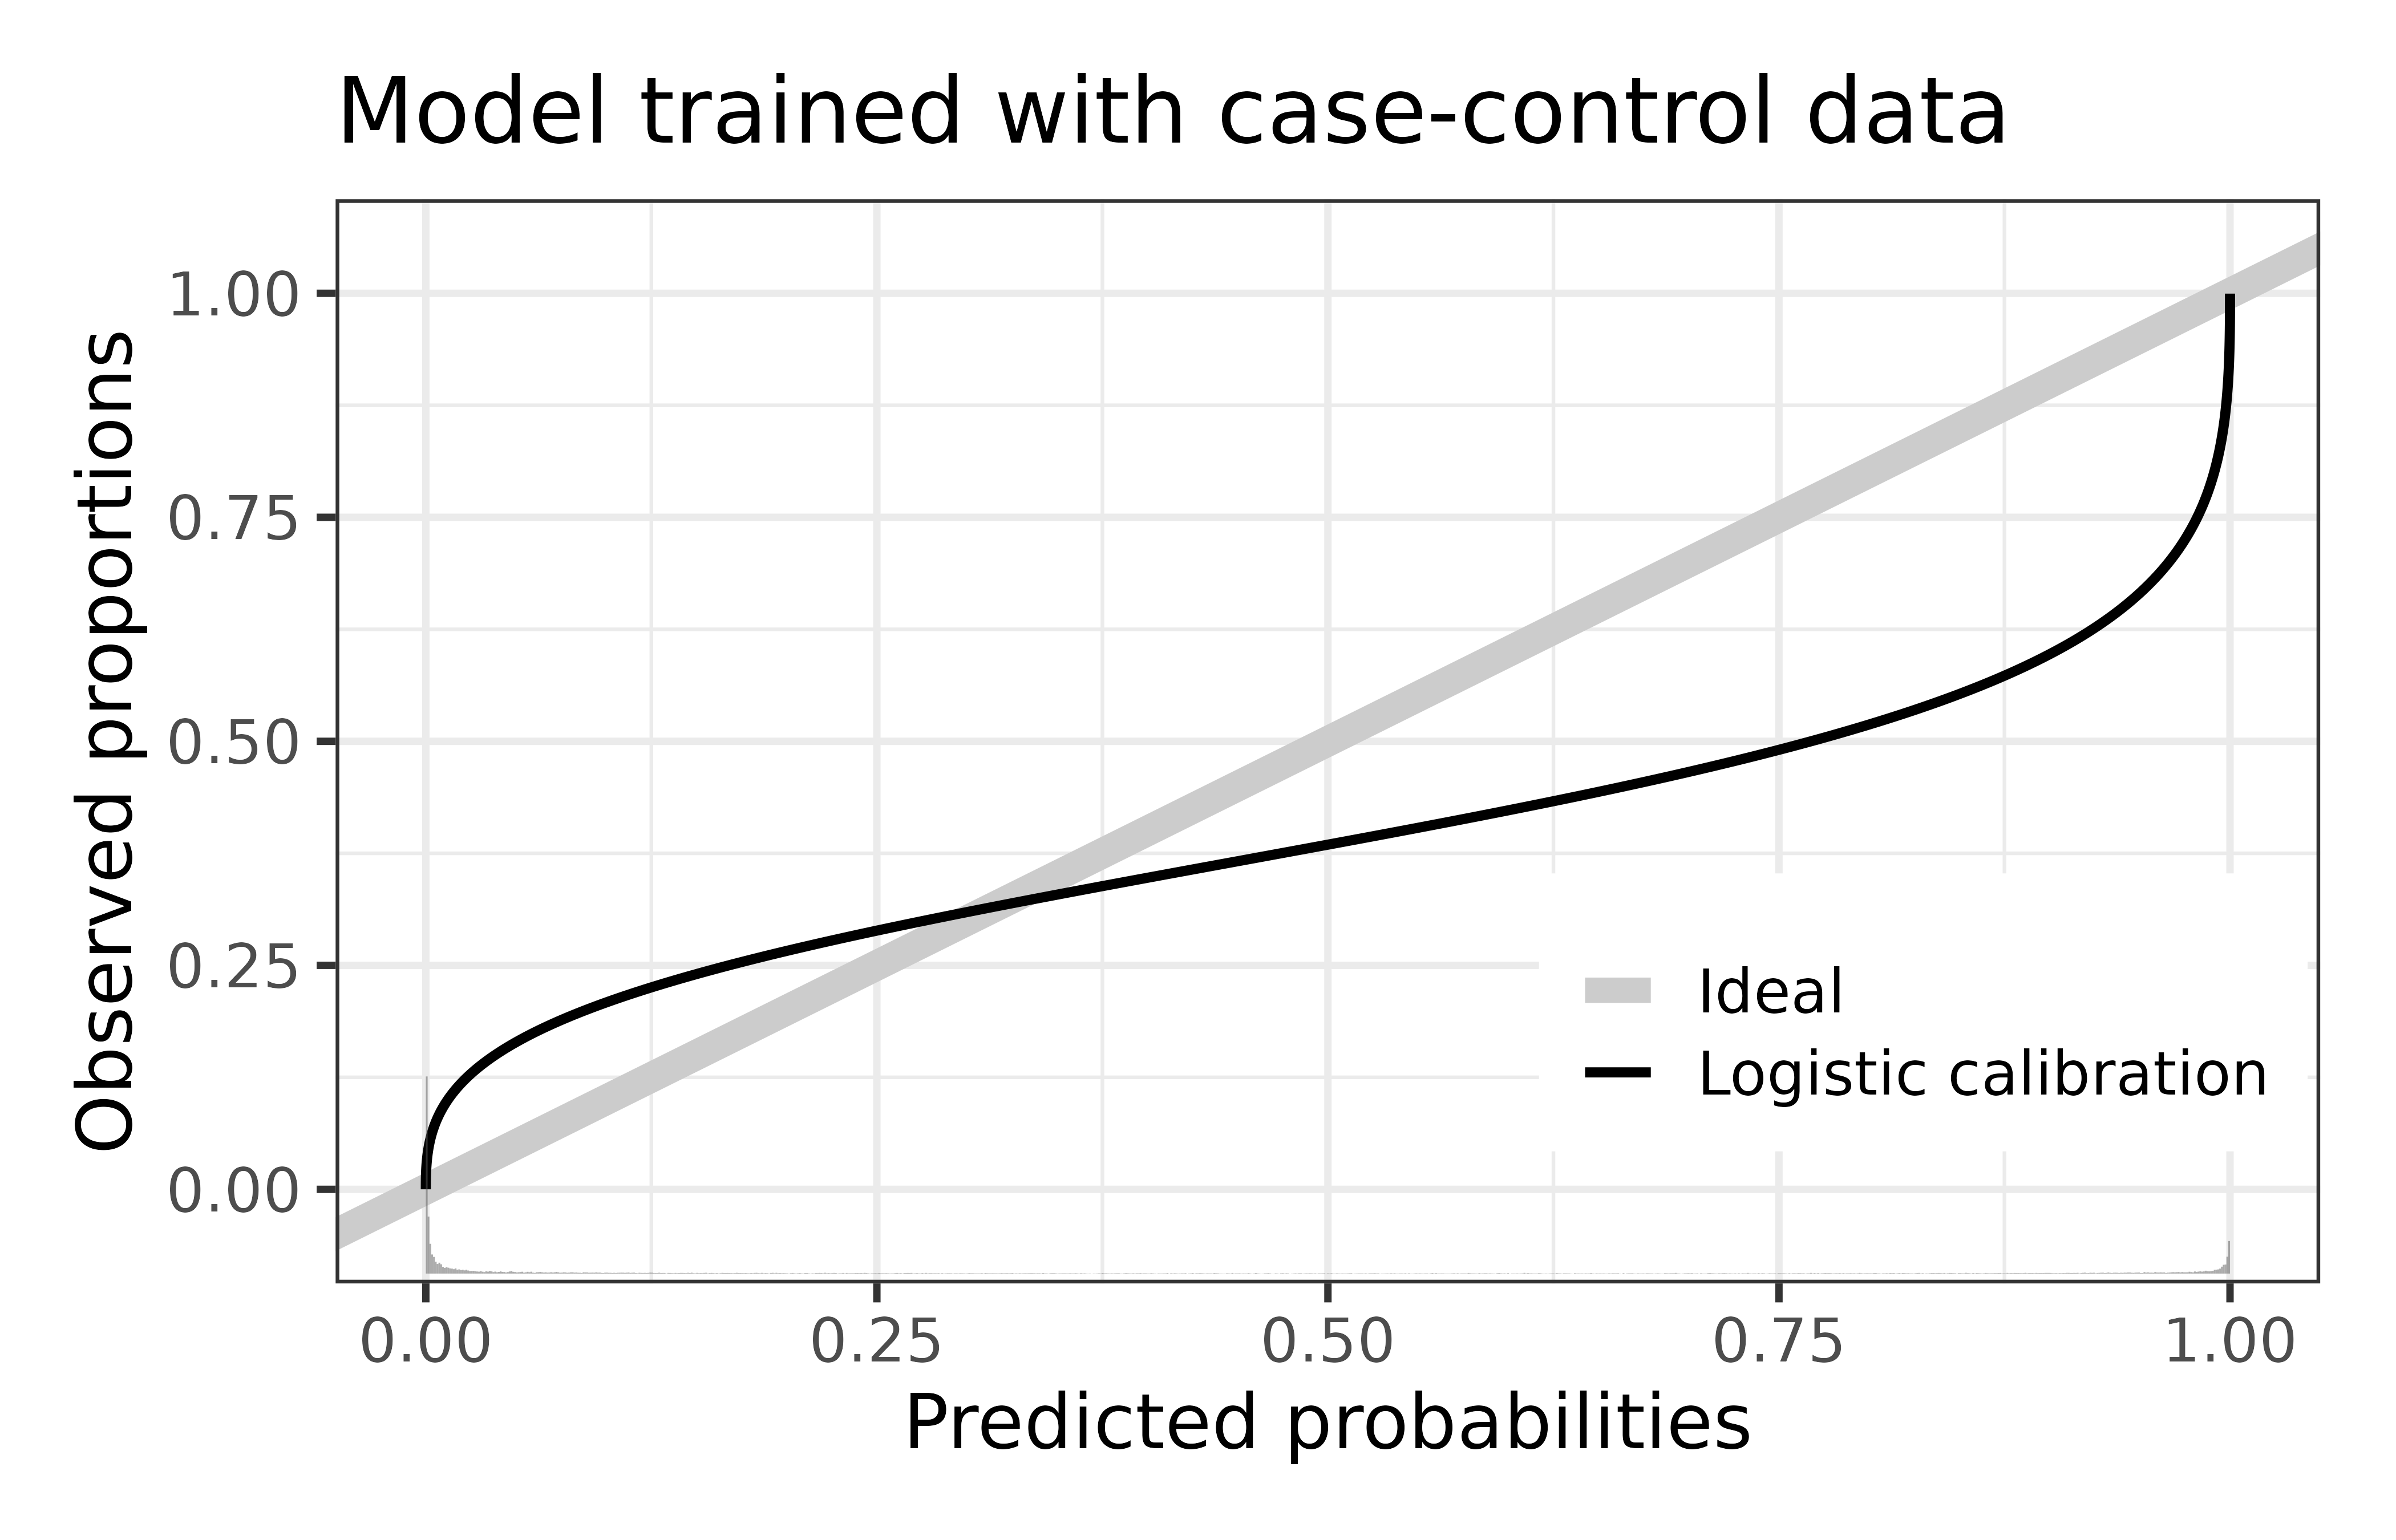 Model trained with case-control data
Observed proportions
1.00
0.75
0.50
0.25
0.00
Ideal
Logistic calibration
0.00 0.25 0.50 0.75 1.00
Predicted probabilities